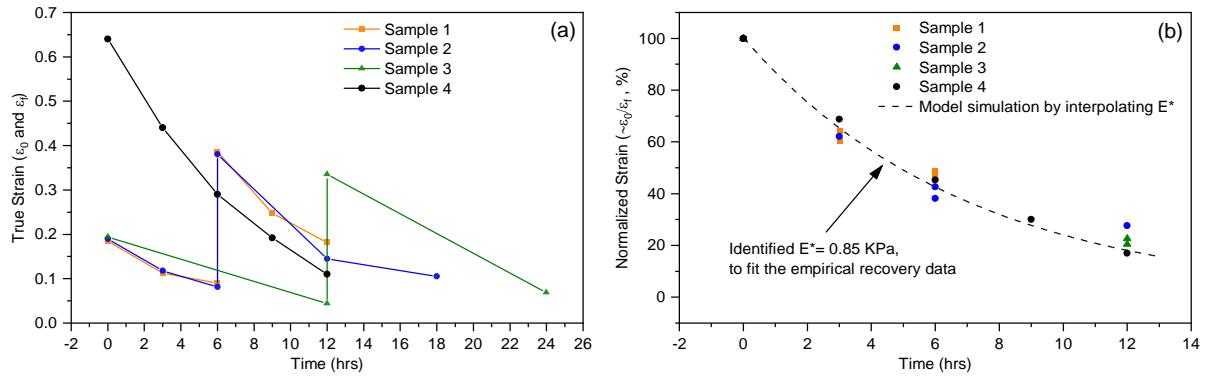 (a)
Sample 1
Sample 2
Sample 3
Sample 4
0.7
0.6
0.5
0.4
0.3
0.2
0.1
0.0
True Strain (ε0 and εf)
-2 0 2 4 6 8 10 12 14 16 18 20 22 24 26
Time (hrs)
(b)
Sample 1
Sample 2
Sample 3
Sample 4
Model simulation by interpolating E*
100
80
60
40
20
0
Normalized Strain (~ε0/εf , %)
Identified E*= 0.85 KPa,
to fit the empirical recovery data
-2 0 2 4 6 8 10 12 14
Time (hrs)